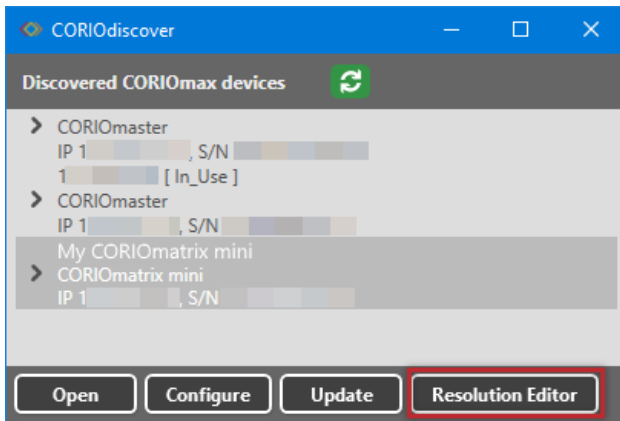 CORIOdiscover
Discovered CORIOmax devices
CORIOmaster
IP 1 , S/N
1 [ In_Use ]
CORIOmaster
IP 1 , S/N
My CORIOmatrix mini
CORIOmatrix mini
IP 1 , S/N
Open Configure Update Resolution Editor